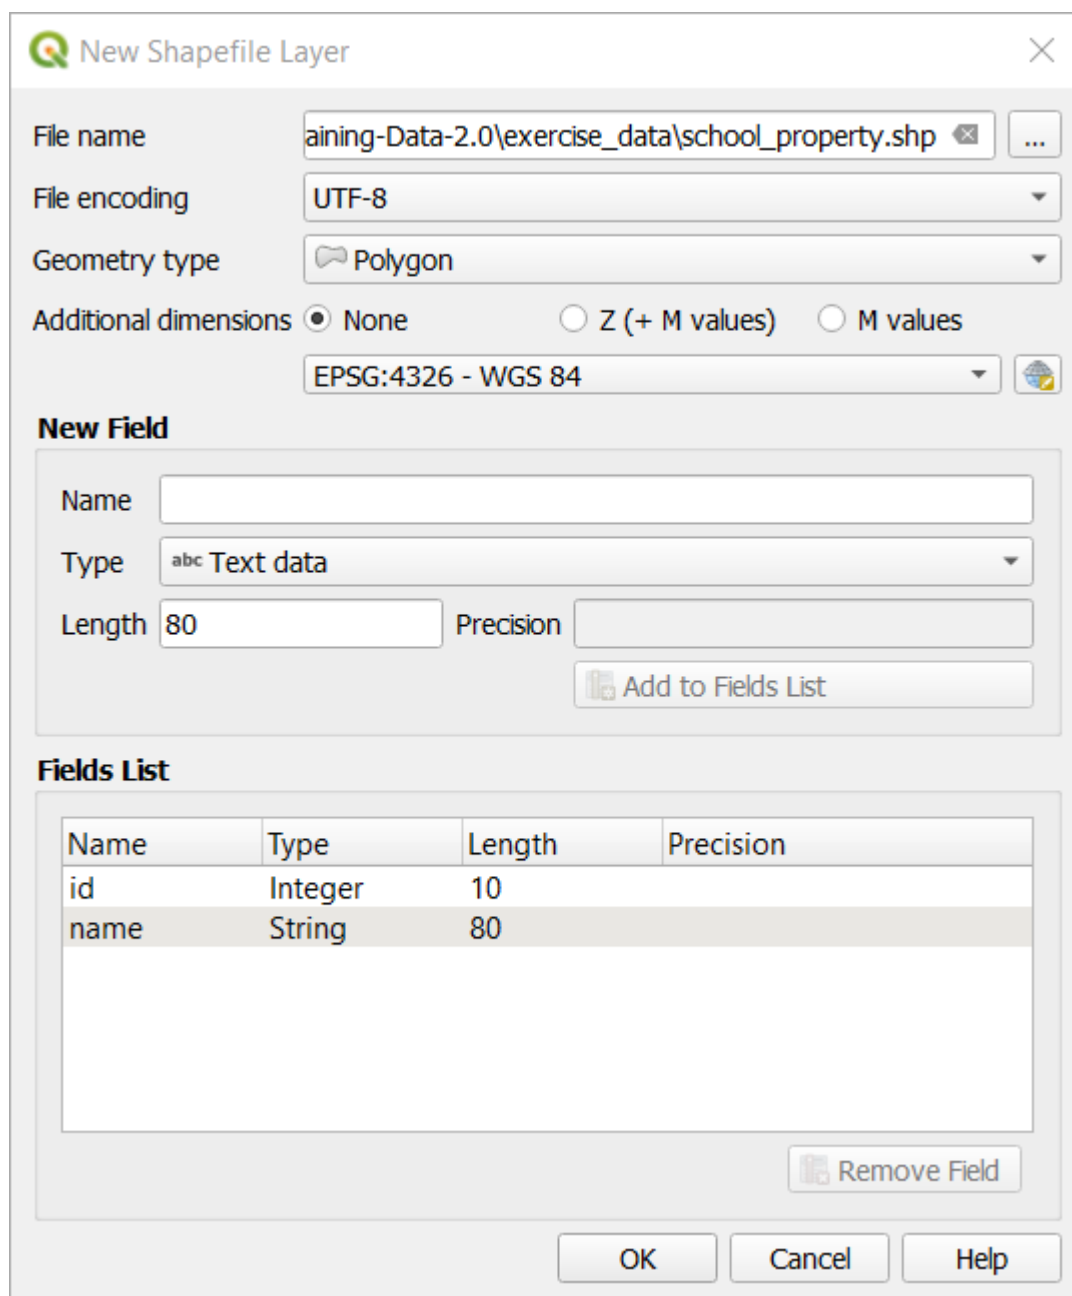 New Shapefile Layer
File name aining-Data-2.0\exercise_data\school_property.shp ...
File encoding UTF-8
Geometry type Polygon
Additional dimensions None Z (+ M values) M values
EPSG:4326 - WGS 84
New Field
Name
Type abc Text data
Length 80 Precision
Add to Fields List
Fields List
Name Type Length Precision
id Integer 10
name String 80
Remove Field
OK Cancel Help